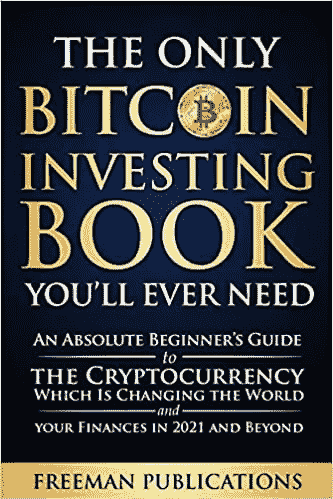 THE ONLY
BITCOIN
INVESTING
BOOK
YOU'LL EVER NEED
AN ABSOLUTE BEGINNER'S GUIDE
to
THE CRYPTOCURRENCY
WHICH IS CHANGING THE WORLD
and
YOUR FINANCES IN 2021 AND BEYOND
FREEMAN PUBLICATIONS